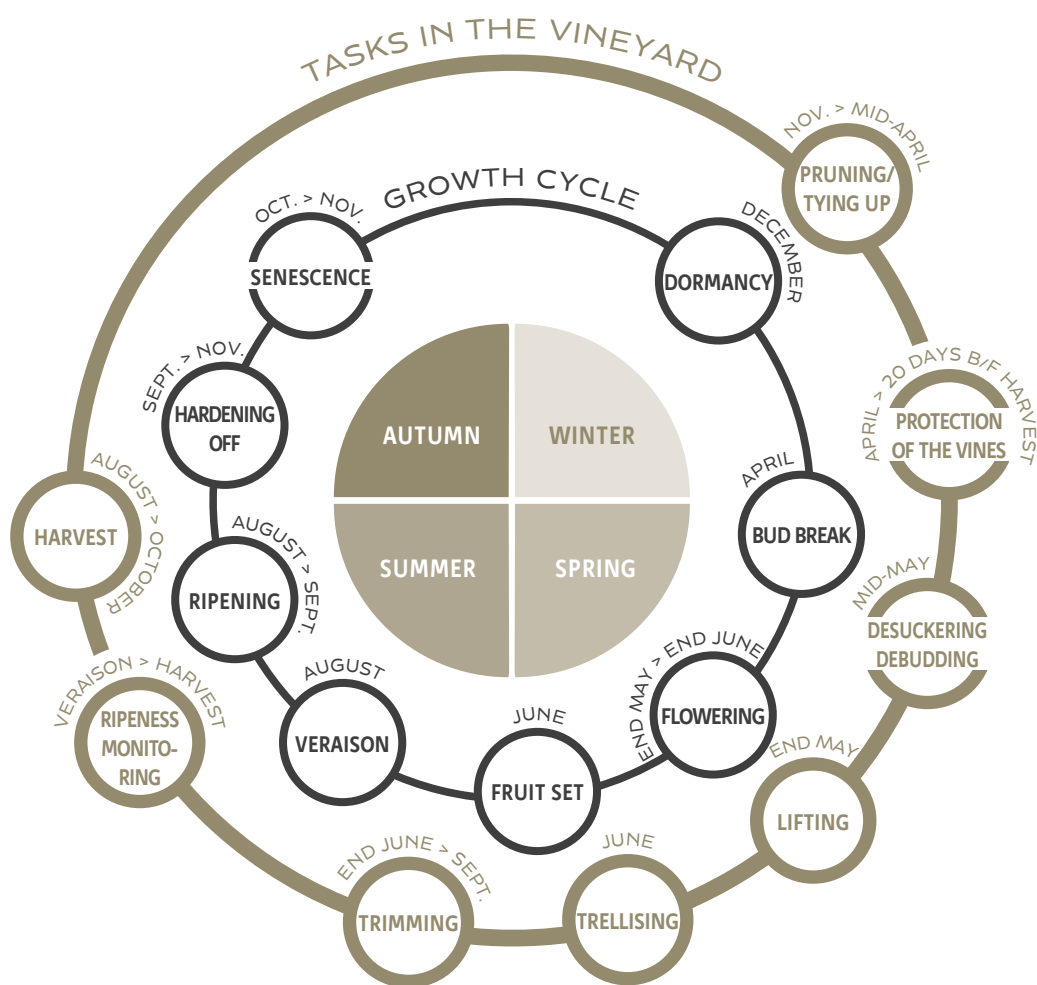 TASKS IN THE VINEYARD
NOV. > MID-APRIL
PRUNING/
TYING UP
APRIL > 20 DAYS B/F HARVEST
PROTECTION
OF THE VINES
MID-MAY
DESUCKERING
DEBUDDING
END MAY
LIFTING
JUNE
TRELLISING
END JUNE > SEPT.
TRIMMING
VERAISON > HARVEST
RIPENESS
MONITO-
RING
AUGUST > OCTOBER
HARVEST
GROWTH CYCLE
DECEMBER
DORMANCY
APRIL
BUD BREAK
END MAY > END JUNE
FLOWERING
JUNE
FRUIT SET
AUGUST
VERAISON
AUGUST > SEPT.
RIPENING
SEPT. > NOV.
HARDENING
OFF
OCT. > NOV.
SENESCENCE
AUTUMN
WINTER
SUMMER
SPRING